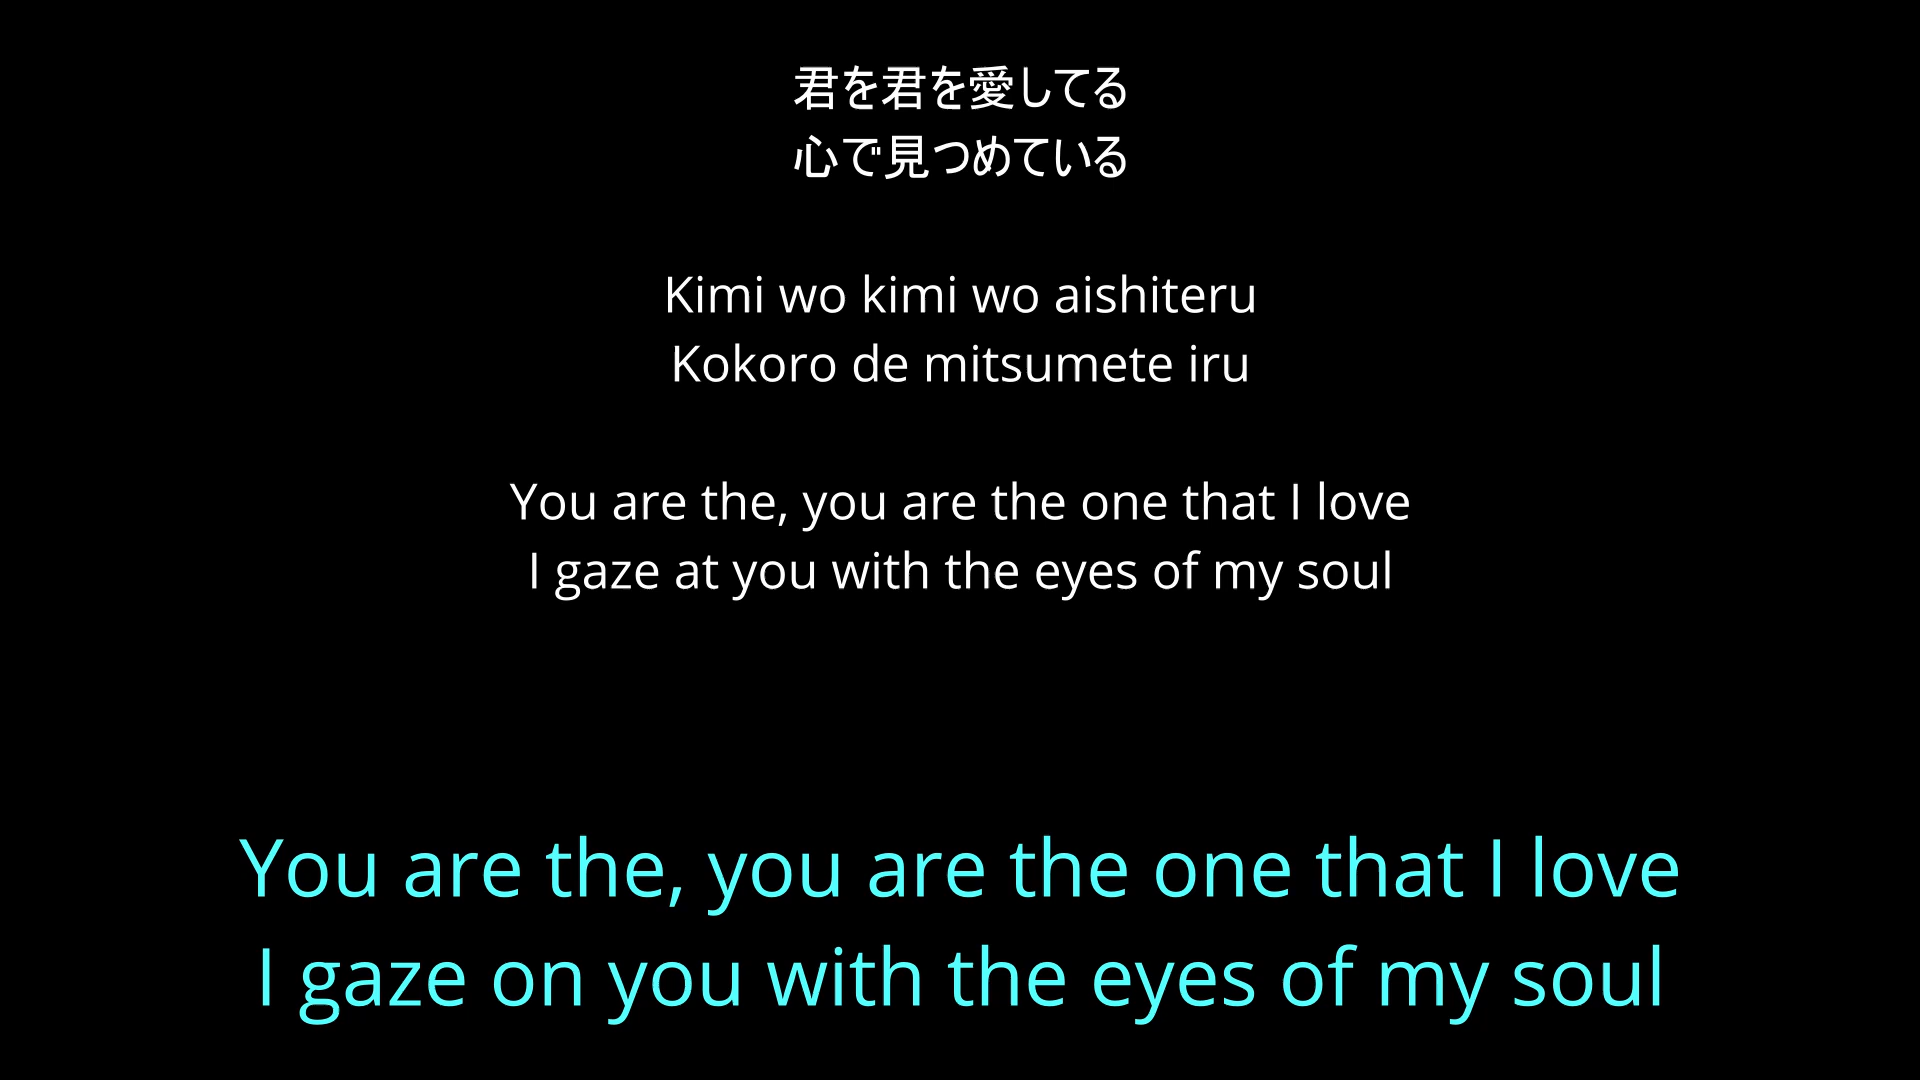 君を君を愛してる
心で見つめている
Kimi wo kimi wo aishiteru
Kokoro de mitsumete iru
You are the, you are the one that I love
I gaze at you with the eyes of my soul
You are the, you are the one that I love
I gaze on you with the eyes of my soul